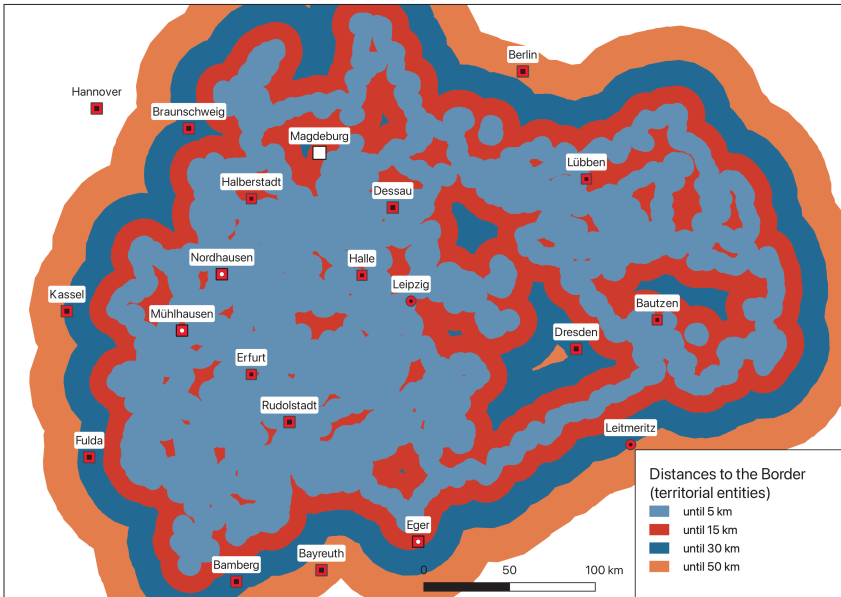 Berlin
Hannover
Braunschweig
Magdeburg
Lübben
Halberstadt
Dessau
Nordhausen
Halle
Leipzig
Kassel
Bautzen
Mühlhausen
Dresden
Erfurt
Rudolstadt
Leitmeritz
Fulda
Eger
Bayreuth
Bamberg
0 50 100 km
Distances to the Border
(territorial entities)
until 5 km
until 15 km
until 30 km
until 50 km